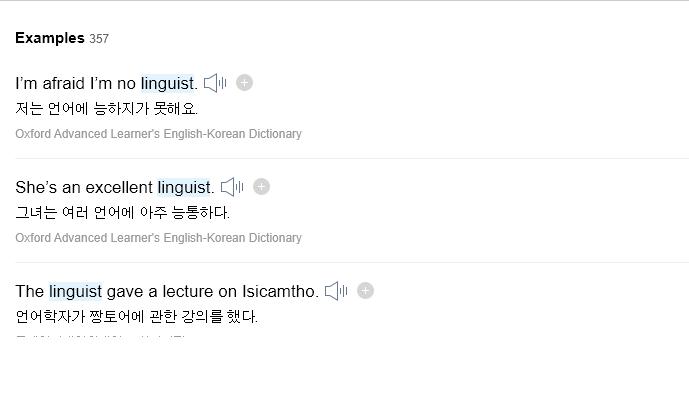 Examples 357
I'm afraid I'm no linguist.
저는 언어에 능하지가 못해요.
Oxford Advanced Learner's English-Korean Dictionary
She's an excellent linguist.
그녀는 여러 언어에 아주 능통하다.
Oxford Advanced Learner's English-Korean Dictionary
The linguist gave a lecture on Isicamtho.
언어학자가 짱토어에 관한 강의를 했다.